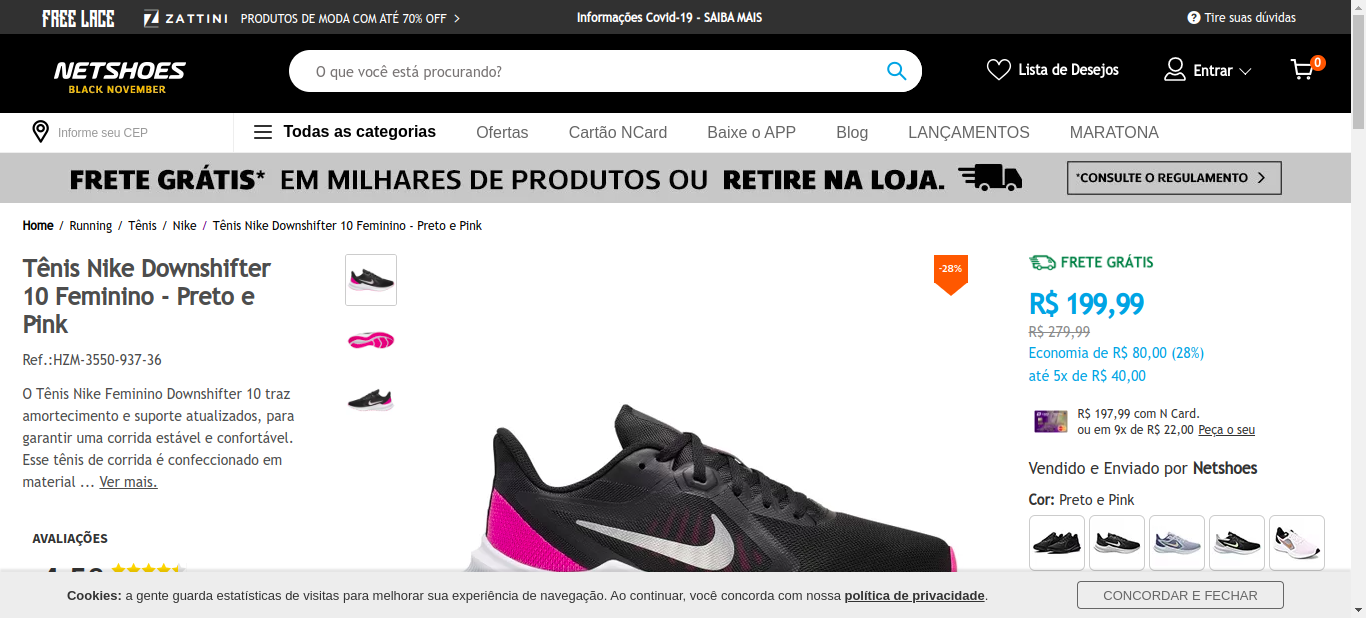 FREE LACE
ZATTINI PRODUTOS DE MODA COM ATÉ 70% OFF
Informações Covid-19 - SAIBA MAIS
Tire suas dúvidas
NETSHOES
BLACK NOVEMBER
O que você está procurando?
Lista de Desejos
Entrar
0
Informe seu CEP
Todas as categorias
Ofertas
Cartão NCard
Baixe o APP
Blog
LANÇAMENTOS
MARATONA
FRETE GRÁTIS* EM MILHARES DE PRODUTOS OU RETIRE NA LOJA.
*CONSULTE O REGULAMENTO
Home / Running / Tênis / Nike / Tênis Nike Downshifter 10 Feminino - Preto e Pink
Tênis Nike Downshifter
10 Feminino - Preto e
Pink
Ref.:HZM-3550-937-36
O Tênis Nike Feminino Downshifter 10 traz
amortecimento e suporte atualizados, para
garantir uma corrida estável e confortável.
Esse tênis de corrida é confeccionado em
material ... Ver mais.
AVALIAÇÕES
-28%
FRETE GRÁTIS
R$ 199,99
R$ 279,99
Economia de R$ 80,00 (28%)
até 5x de R$ 40,00
R$ 197,99 com N Card.
ou em 9x de R$ 22,00 Peça o seu
Vendido e Enviado por Netshoes
Cor: Preto e Pink
Cookies: a gente guarda estatísticas de visitas para melhorar sua experiência de navegação. Ao continuar, você concorda com nossa política de privacidade.
CONCORDAR E FECHAR